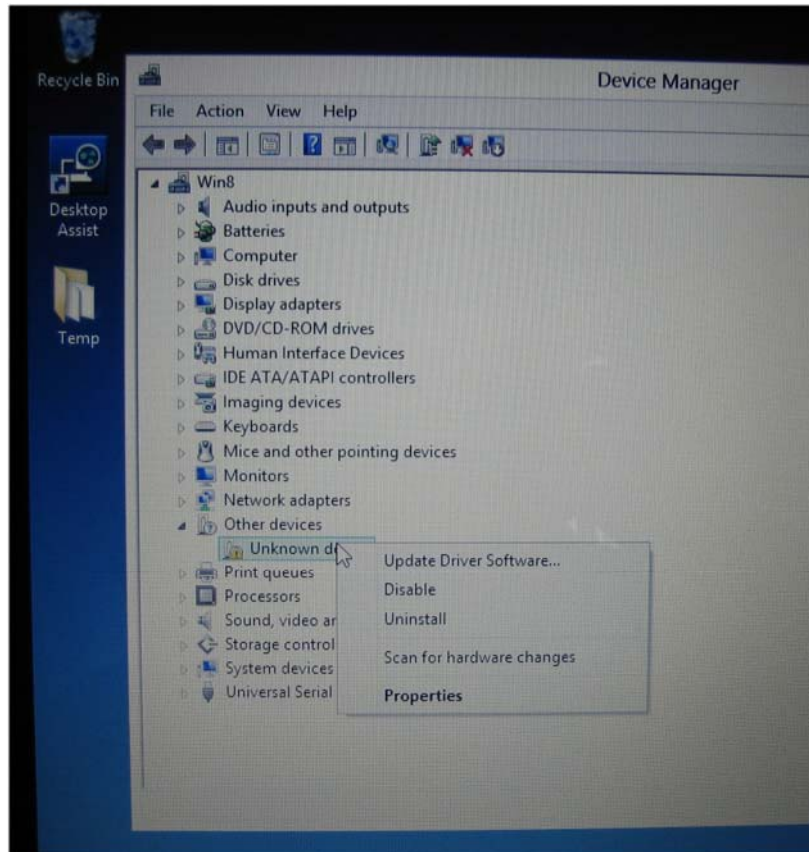 Recycle Bin
Desktop
Assist
Temp
Device Manager
File Action View Help
Win8
Audio inputs and outputs
Batteries
Computer
Disk drives
Display adapters
DVD/CD-ROM drives
Human Interface Devices
IDE ATA/ATAPI controllers
Imaging devices
Keyboards
Mice and other pointing devices
Monitors
Network adapters
Other devices
Unknown
Print queues
Processors
Sound, video
Storage
System devices
Universal Serial
Update Driver Software...
Disable
Uninstall
Scan for hardware changes
Properties